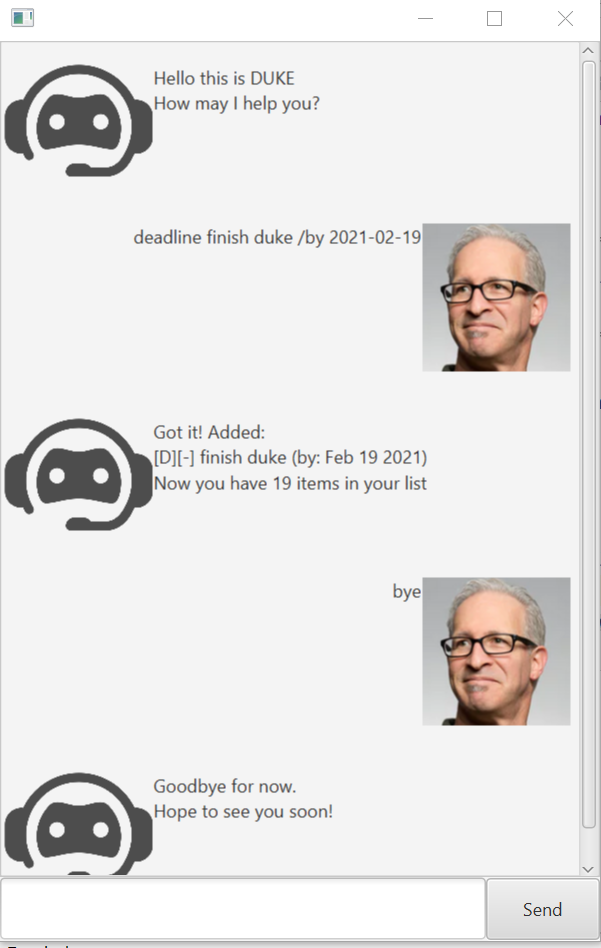 Hello this is DUKE
How may I help you?
deadline finish duke /by 2021-02-19
Got it! Added:
[D][-] finish duke (by: Feb 19 2021)
Now you have 19 items in your list
bye
Goodbye for now.
Hope to see you soon!
Send